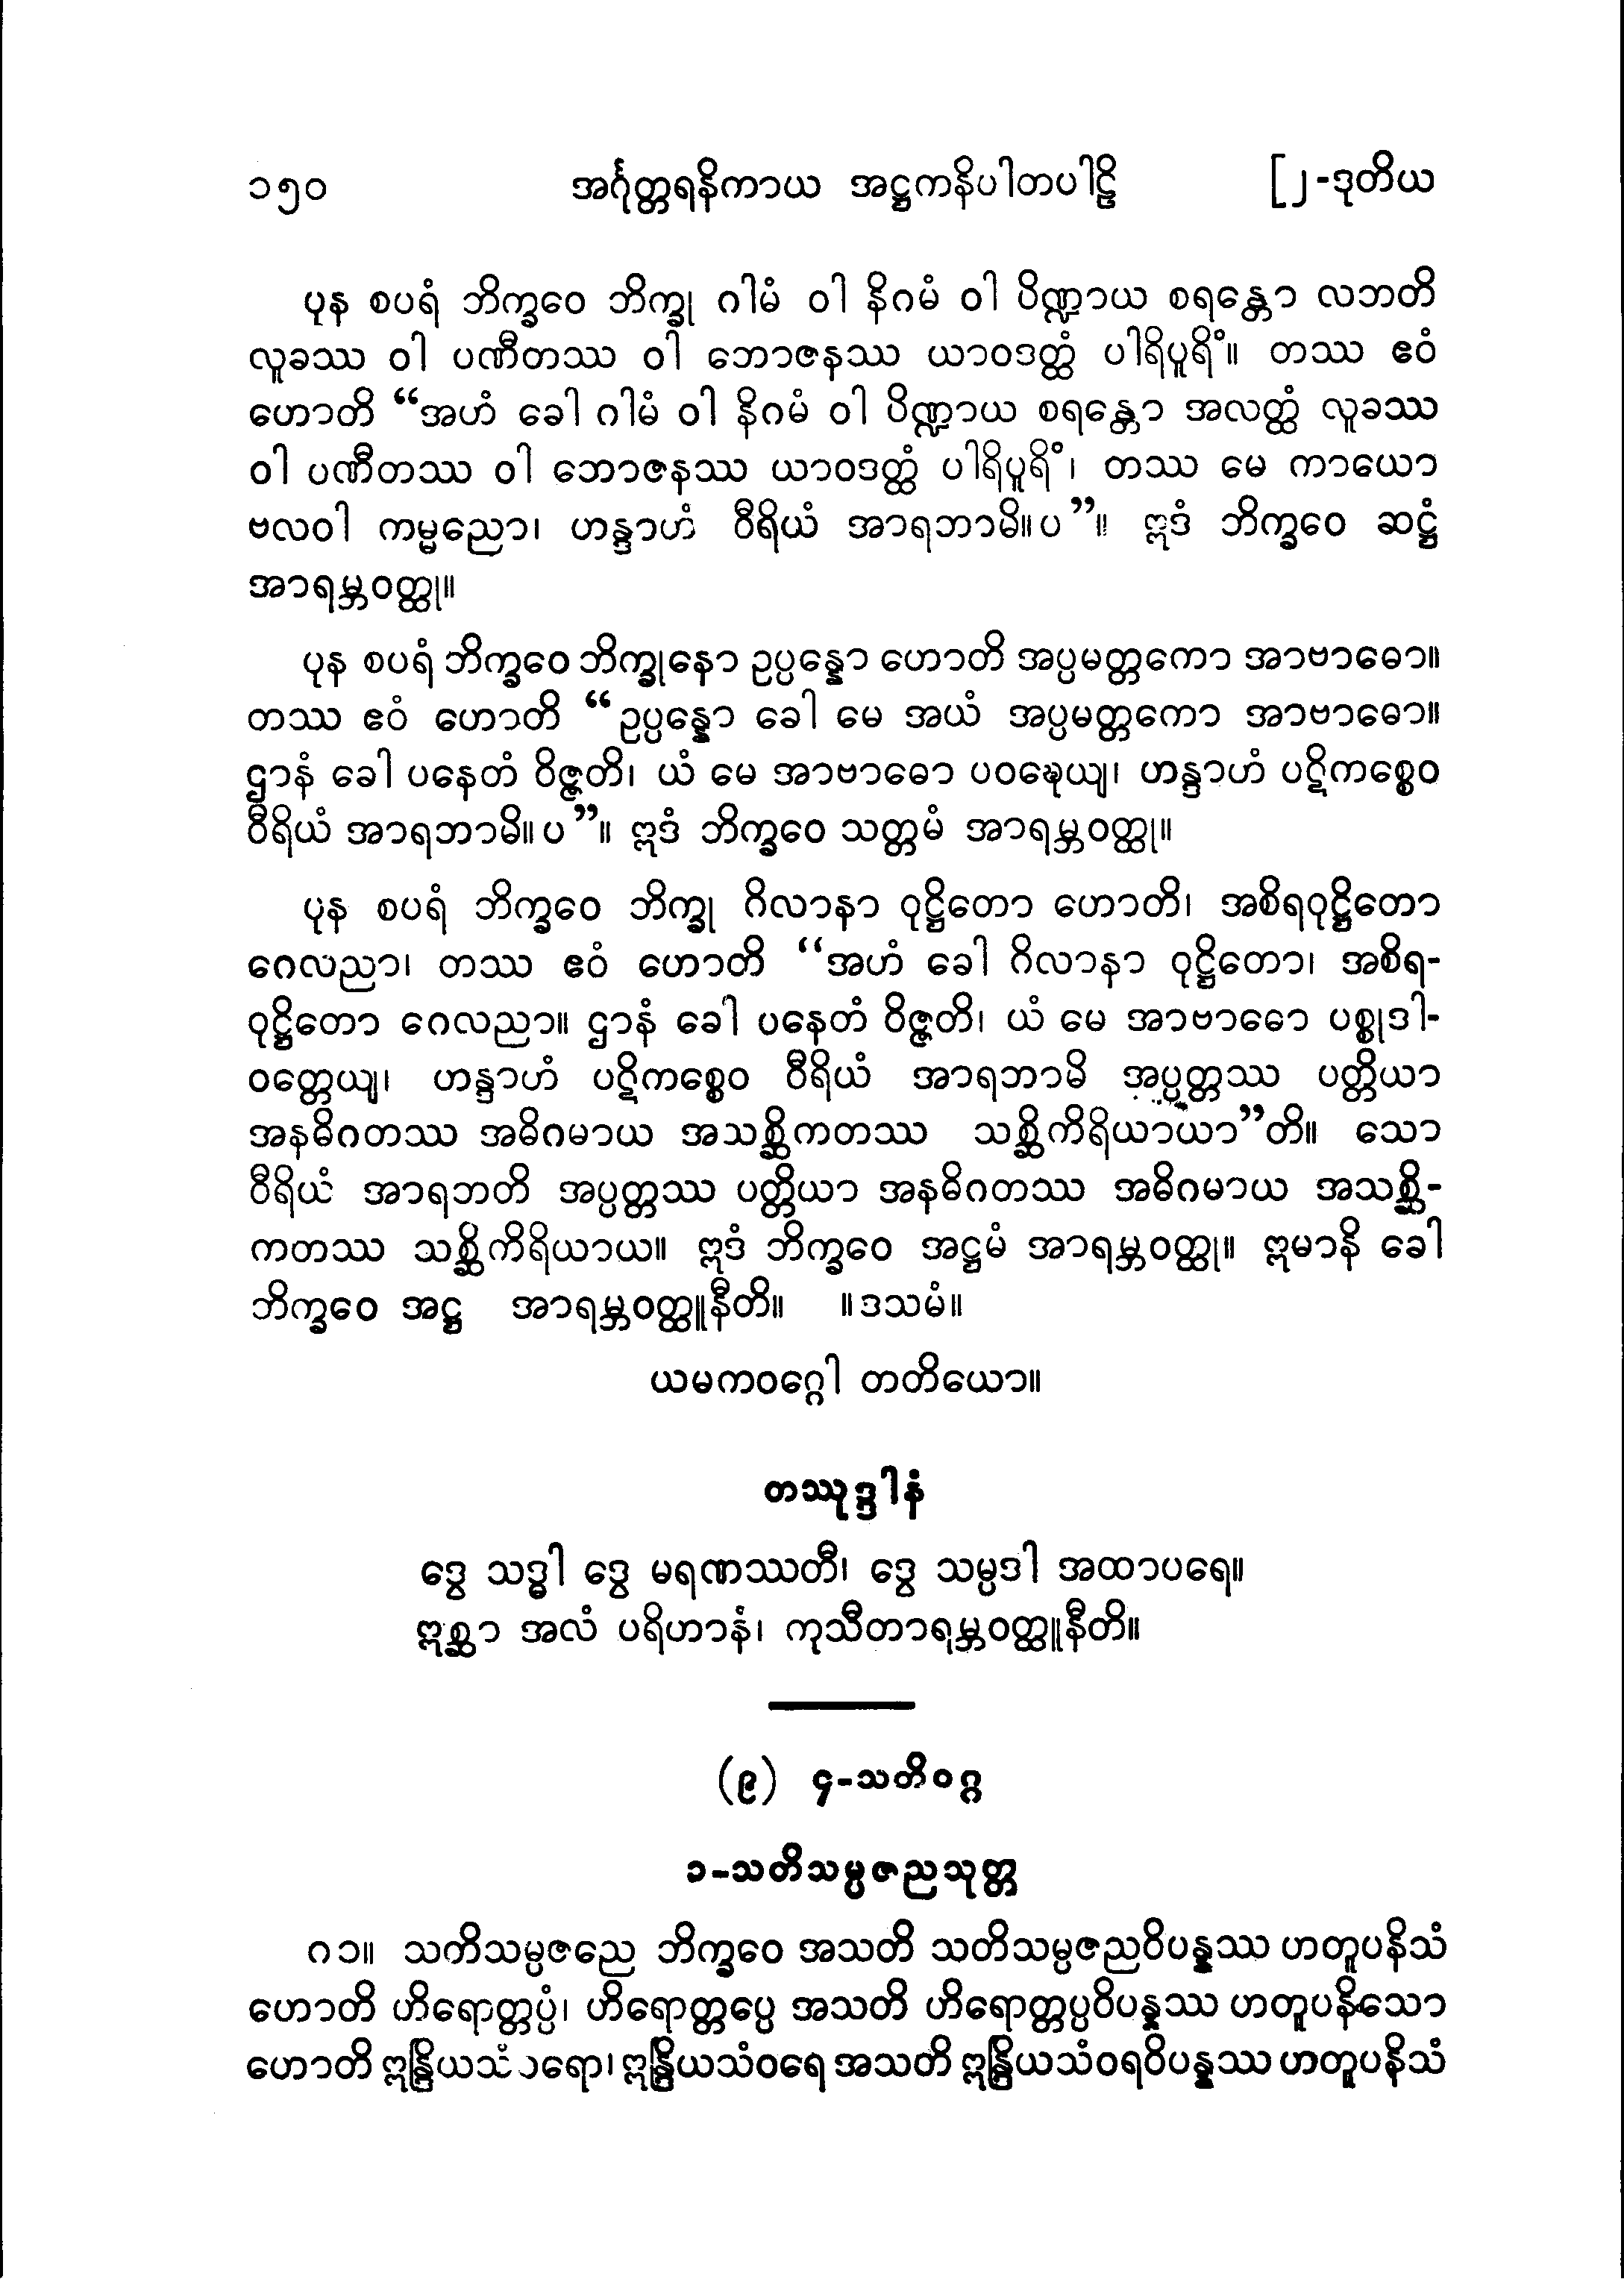 ၁၅၀ အင်္ဂုတ္တရနိကာယ အဋ္ဌကနိပါတပါဠိ [၂-ဒုတိယ
ပုန စပရံ ဘိက္ခဝေ ဘိက္ခု ဂါမံ ဝါ နိဂမံ ဝါ ပိဏ္ဍာယ စရန္တော လဘတိ
လူခဿ ဝါ ပဏီတဿ ဝါ ဘောဇနဿ ယာဝဒတ္ထံ ပါရိပူရိံ။ တဿ ဧဝံ
ဟောတိ “အဟံ ခေါ ဂါမံ ဝါ နိဂမံ ဝါ ပိဏ္ဍာယ စရန္တော အလတ္ထံ လူခဿ
ဝါ ပဏီတဿ ဝါ ဘောဇနဿ ယာဝဒတ္ထံ ပါရိပူရိံ၊ တဿ မေ ကာယော
ဗလဝါ ကမ္မညော၊ ဟန္ဒာဟံ ဝီရိယံ အာရဘာမိ။ပ”။ ဣဒံ ဘိက္ခဝေ ဆဋ္ဌံ
အာရမ္ဘဝတ္ထု။
ပုန စပရံ ဘိက္ခဝေ ဘိက္ခုနော ဥပ္ပန္နော ဟောတိ အပ္ပမတ္တကော အာဗာဓော။
တဿ ဧဝံ ဟောတိ “ဥပ္ပန္နော ခေါ မေ အယံ အပ္ပမတ္တကော အာဗာဓော။
ဌာနံ ခေါ ပနေတံ ဝိဇ္ဇတိ၊ ယံ မေ အာဗာဓော ပဝဍ္ဎေယျ၊ ဟန္ဒာဟံ ပဋိကစ္စေဝ
ဝီရိယံ အာရဘာမိ။ပ”။ ဣဒံ ဘိက္ခဝေ သတ္တမံ အာရမ္ဘဝတ္ထု။
ပုန စပရံ ဘိက္ခဝေ ဘိက္ခု ဂိလာနာ ဝုဋ္ဌိတော ဟောတိ၊ အစိရဝုဋ္ဌိတော
ဂေလညာ၊ တဿ ဧဝံ ဟောတိ “အဟံ ခေါ ဂိလာနာ ဝုဋ္ဌိတော၊ အစိရ-
ဝုဋ္ဌိတော ဂေလညာ။ ဌာနံ ခေါ ပနေတံ ဝိဇ္ဇတိ၊ ယံ မေ အာဗာဓော ပစ္စုဒါ-
ဝတ္တေယျ၊ ဟန္ဒာဟံ ပဋိကစ္စေဝ ဝီရိယံ အာရဘာမိ အပ္ပတ္တဿ ပတ္တိယာ
အနဓိဂတဿ အဓိဂမာယ အသစ္ဆိကတဿ သစ္ဆိကိရိယာယာ”တိ။ သော
ဝီရိယံ အာရဘတိ အပ္ပတ္တဿ ပတ္တိယာ အနဓိဂတဿ အဓိဂမာယ အသစ္ဆိ-
ကတဿ သစ္ဆိကိရိယာယ။ ဣဒံ ဘိက္ခဝေ အဋ္ဌမံ အာရမ္ဘဝတ္ထု။ ဣမာနိ ခေါ
ဘိက္ခဝေ အဋ္ဌ အာရမ္ဘဝတ္ထူနီတိ။ ။ဒသမံ။
ယမကဝဂ္ဂေါ တတိယော။
တဿုဒ္ဒါနံ
ဒွေ သဒ္ဓါ ဒွေ မရဏဿတီ၊ ဒွေ သမ္ပဒါ အထာပရေ။
ဣစ္ဆာ အလံ ပရိဟာနံ၊ ကုသီတာရမ္ဘဝတ္ထူနီတိ။
(၉) ၄-သတိဝဂ္ဂ
၁-သတိသမ္ပဇညသုတ္တ
၈၁။ သတိသမ္ပဇညေ ဘိက္ခဝေ အသတိ သတိသမ္ပဇညဝိပန္နဿ ဟတူပနိသံ
ဟောတိ ဟိရောတ္တပ္ပံ၊ ဟိရောတ္တပ္ပေ အသတိ ဟိရောတ္တပ္ပဝိပန္နဿ ဟတူပနိသော
ဟောတိ ဣန္ဒြိယသံဝရော၊ ဣန္ဒြိယသံဝရေ အသတိ ဣန္ဒြိယသံဝရဝိပန္နဿ ဟတူပနိသံ